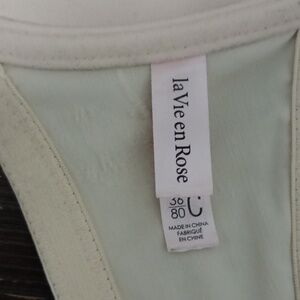 la Vie en Rose
36
80
C
MADE IN CHINA
FABRIQUÉ
EN CHINE